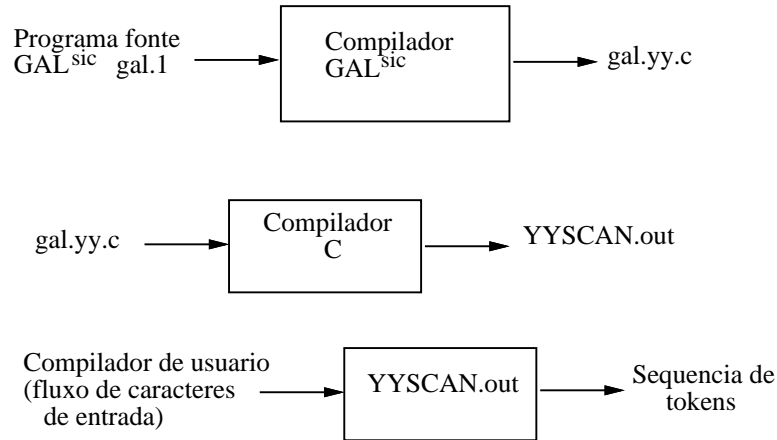 Programa fonte
GAL^sic gal.1
Compilador
GAL^sic
gal.yy.c
gal.yy.c
Compilador
C
YYSCAN.out
Compilador de usuario
(fluxo de caracteres
de entrada)
YYSCAN.out
Sequencia de
tokens